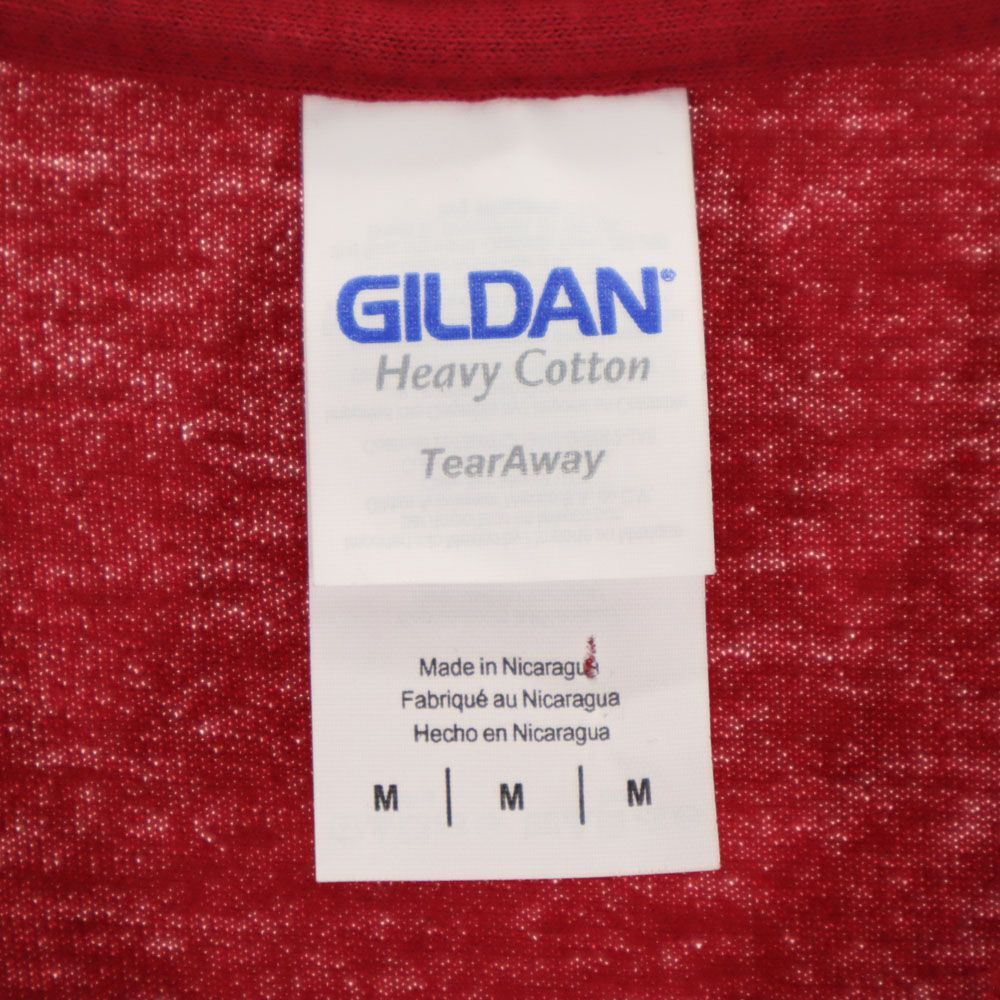 GILDAN®
Heavy Cotton
TearAway
Made in Nicaragua
Fabriqué au Nicaragua
Hecho en Nicaragua
M | M | M